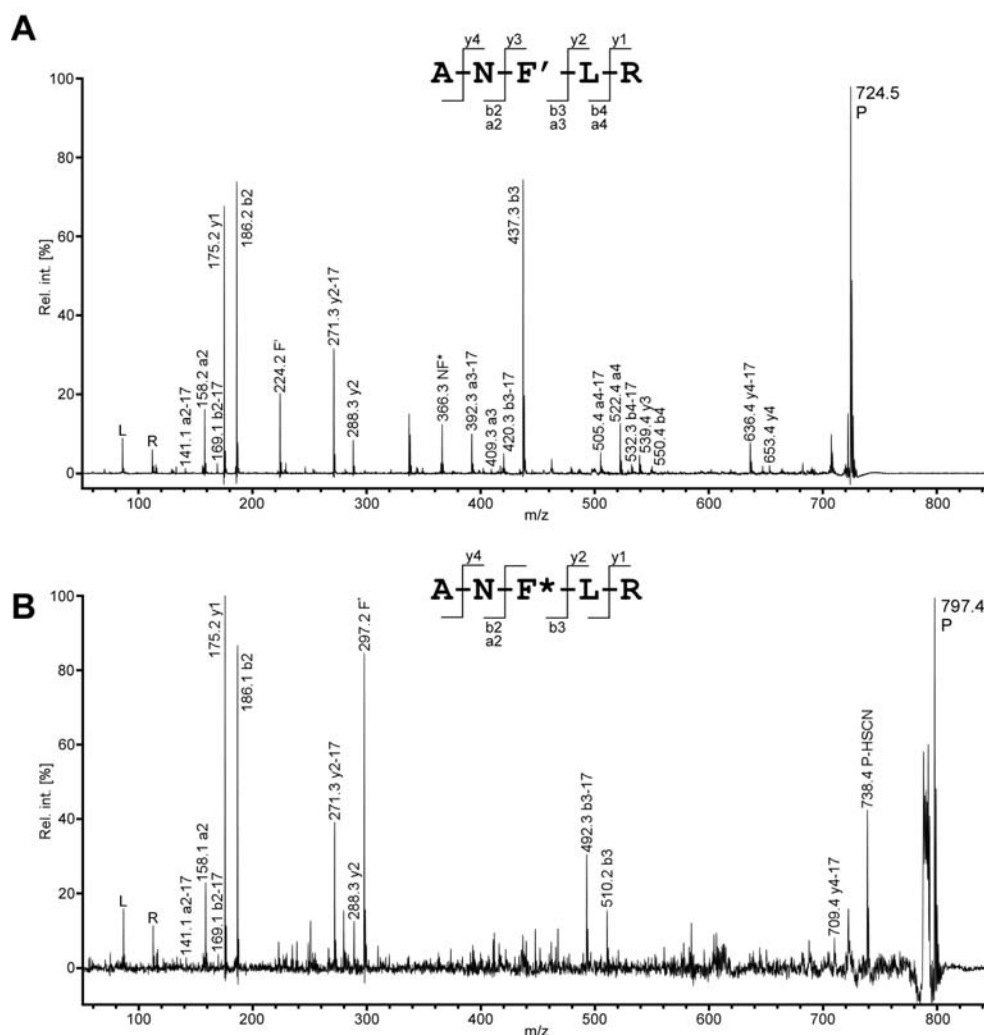 A
y4 y3 y2 y1
A-N-F′-L-R
b2 b3 b4
a2 a3 a4
Rel. int. [%]
100
80
60
40
20
0
L
R
141.1 a2-17
158.2 a2
169.1 b2-17
175.2 y1
186.2 b2
224.2 F'
271.3 y2-17
288.3 y2
366.3 NF*
392.3 a3-17
409.3 a3
420.3 b3-17
437.3 b3
505.4 a4-17
522.4 a4
532.3 b4-17
539.4 y3
550.4 b4
636.4 y4-17
653.4 y4
724.5
P
200 300 400 500 600 700 800
100
m/z
B
y4 y2 y1
A-N-F*-L-R
b2 b3
a2
Rel. int. [%]
100
80
60
40
20
0
L
R
141.1 a2-17
158.1 a2
169.1 b2-17
175.2 y1
186.1 b2
271.3 y2-17
288.3 y2
297.2 F'
492.3 b3-17
510.2 b3
709.4 y4-17
738.4 P-HSCN
797.4
P
100 200 300 400 500 600 700 800
m/z